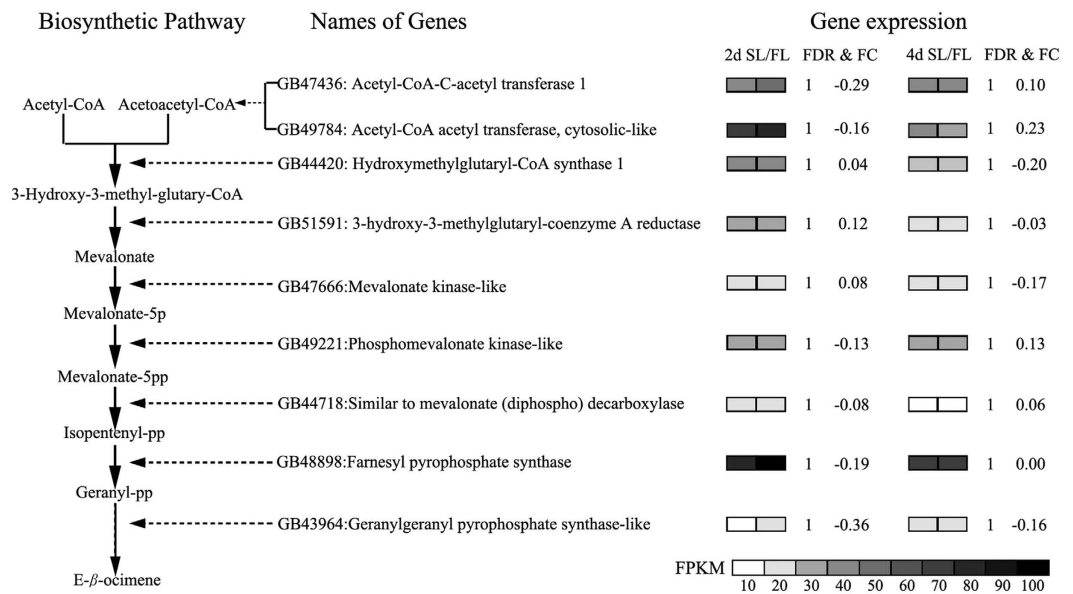 Biosynthetic Pathway Names of Genes Gene expression
2d SL/FL FDR & FC 4d SL/FL FDR & FC
GB47436: Acetyl-CoA-C-acetyl transferase 1 1 -0.29 1 0.10
Acetyl-CoA Acetoacetyl-CoA
GB49784: Acetyl-CoA acetyl transferase, cytosolic-like 1 -0.16 1 0.23
GB44420: Hydroxymethylglutaryl-CoA synthase 1 1 0.04 1 -0.20
3-Hydroxy-3-methyl-glutary-CoA
GB51591: 3-hydroxy-3-methylglutaryl-coenzyme A reductase 1 0.12 1 -0.03
Mevalonate
GB47666:Mevalonate kinase-like 1 0.08 1 -0.17
Mevalonate-5p
GB49221:Phosphomevalonate kinase-like 1 -0.13 1 0.13
Mevalonate-5pp
GB44718:Similar to mevalonate (diphospho) decarboxylase 1 -0.08 1 0.06
Isopentenyl-pp
GB48898:Farnesyl pyrophosphate synthase 1 -0.19 1 0.00
Geranyl-pp
GB43964:Geranylgeranyl pyrophosphate synthase-like 1 -0.36 1 -0.16
E-β-ocimene
FPKM
10 20 30 40 50 60 70 80 90 100